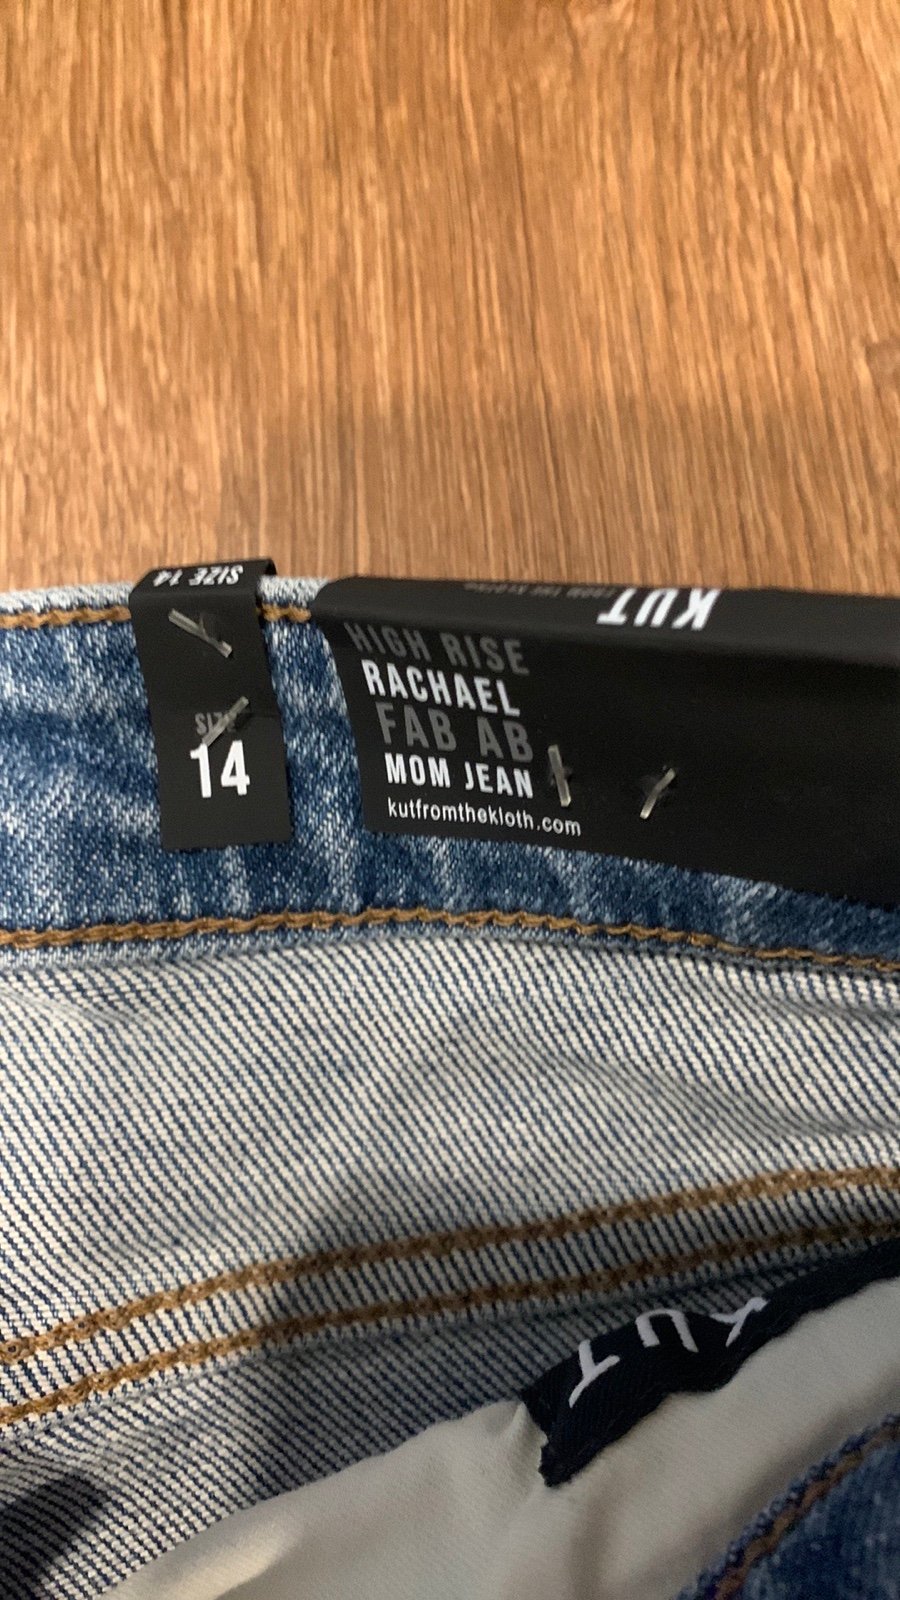 SIZE 14
SIZE
14
KUT
HIGH RISE
RACHAEL
FAB AB
MOM JEAN
kutfromthekloth.com
KUT